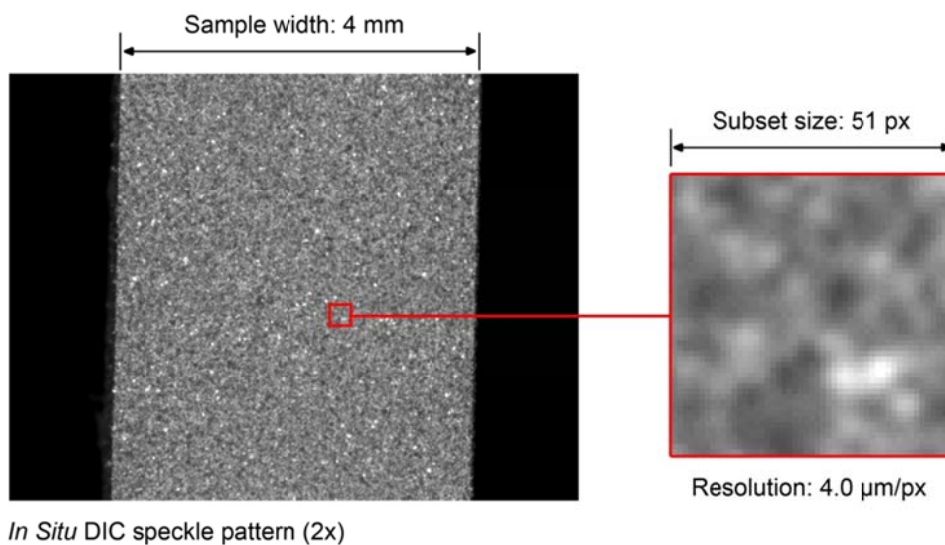 Sample width: 4 mm
Subset size: 51 px
Resolution: 4.0 µm/px
In Situ DIC speckle pattern (2x)